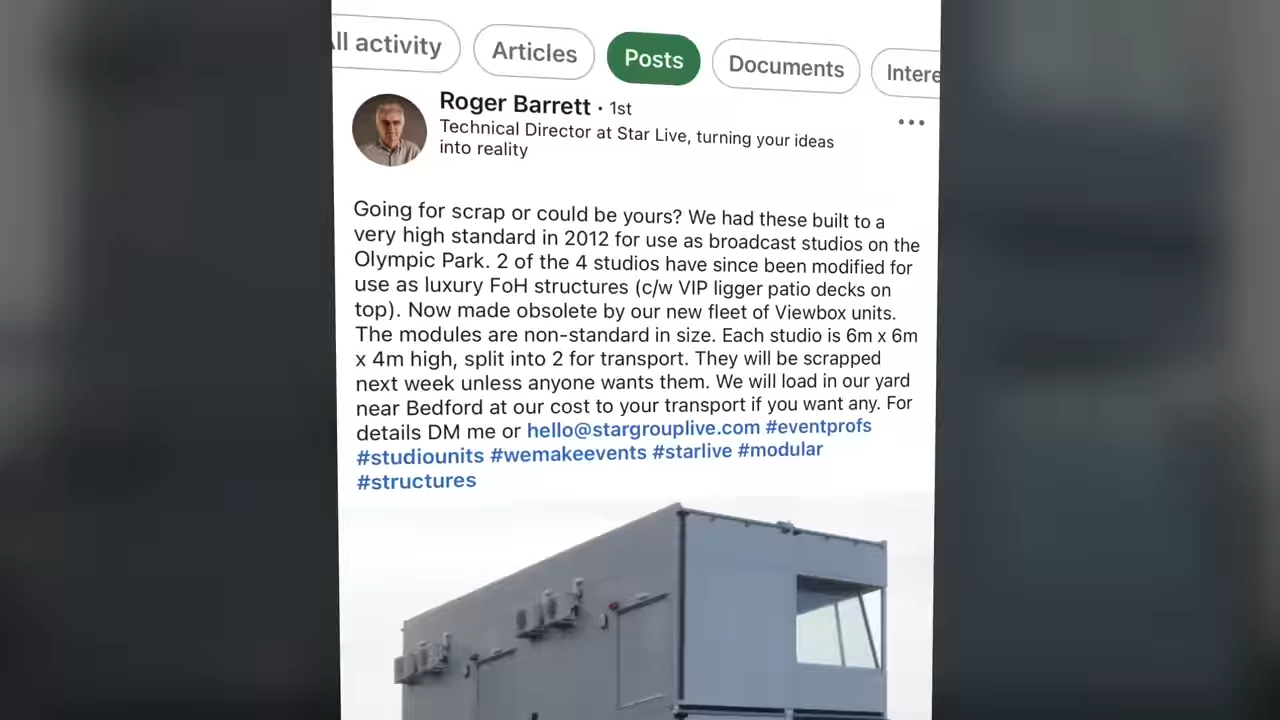 All activity
Articles
Posts
Documents
Intere
Roger Barrett · 1st
Technical Director at Star Live, turning your ideas
into reality
Going for scrap or could be yours? We had these built to a
very high standard in 2012 for use as broadcast studios on the
Olympic Park. 2 of the 4 studios have since been modified for
use as luxury FoH structures (c/w VIP ligger patio decks on
top). Now made obsolete by our new fleet of Viewbox units.
The modules are non-standard in size. Each studio is 6m x 6m
x 4m high, split into 2 for transport. They will be scrapped
next week unless anyone wants them. We will load in our yard
near Bedford at our cost to your transport if you want any. For
details DM me or hello@stargrouplive.com #eventprofs
#studiounits #wemakeevents #starlive #modular
#structures